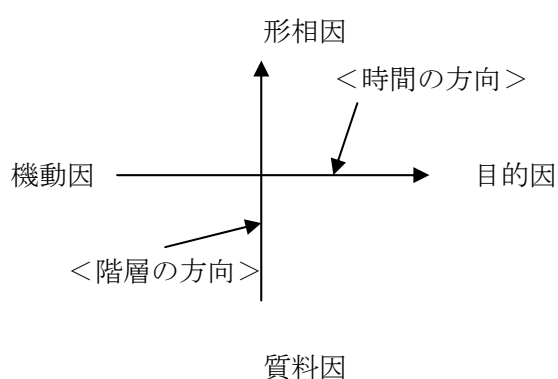 形相因
＜時間の方向＞
機動因
目的因
＜階層の方向＞
質料因